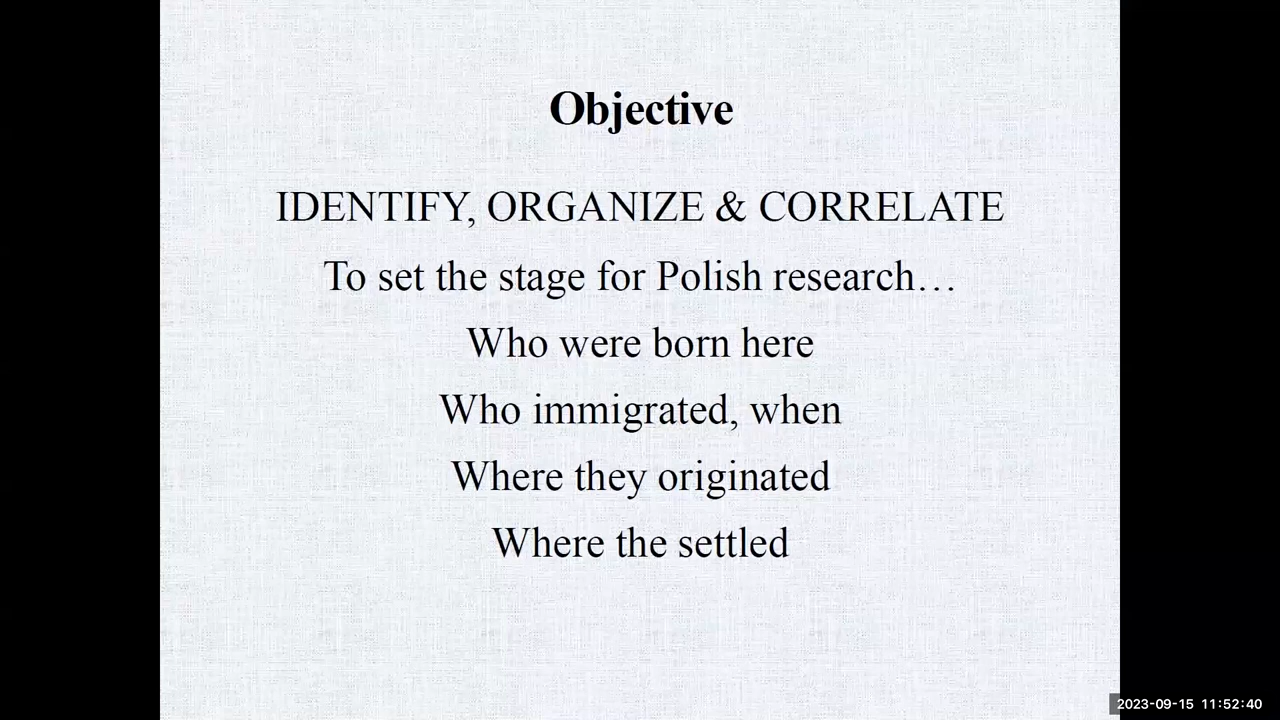 Objective
IDENTIFY, ORGANIZE & CORRELATE
To set the stage for Polish research…
Who were born here
Who immigrated, when
Where they originated
Where the settled
2023-09-15 11:52:40